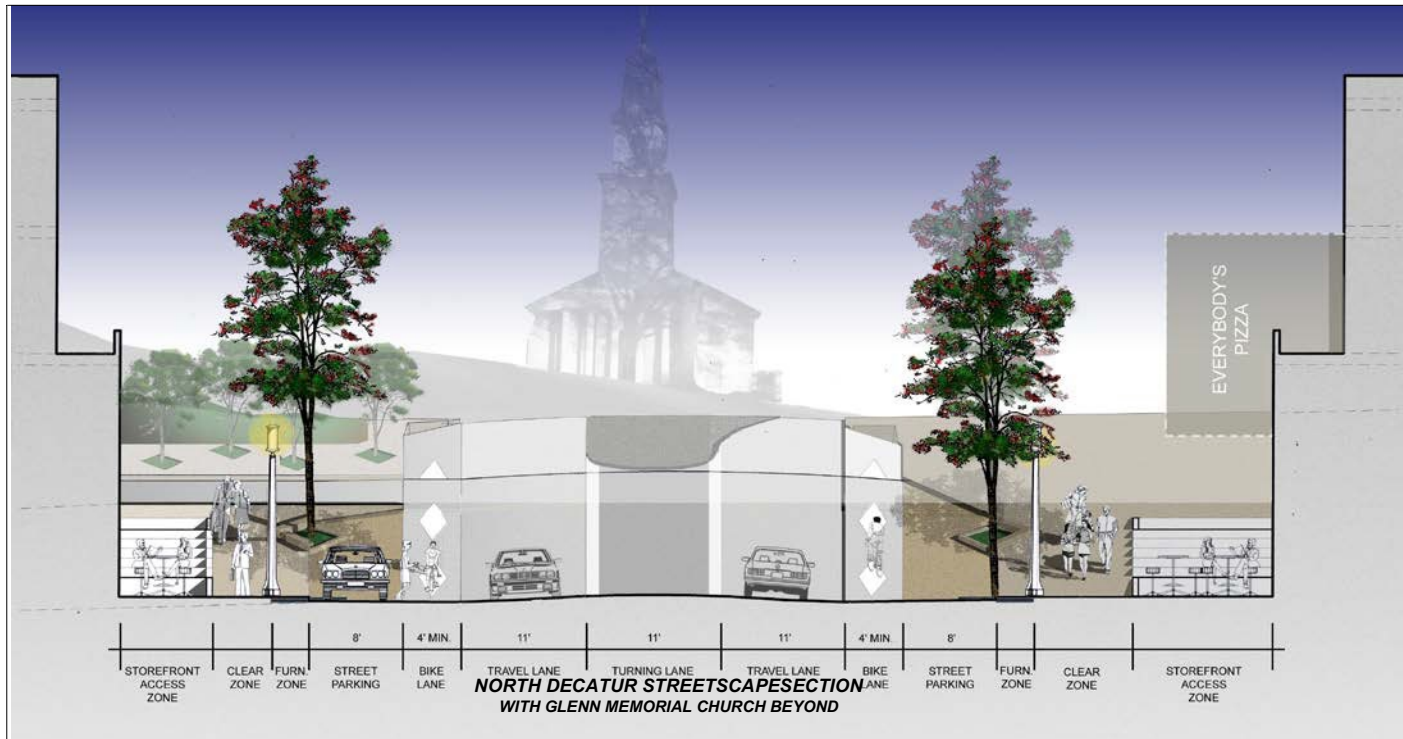 EVERYBODY'S
PIZZA
8' 4' MIN. 11' 11' 11' 4' MIN. 8'
STOREFRONT
ACCESS
ZONE
CLEAR
ZONE
FURN.
ZONE
STREET
PARKING
BIKE
LANE
TRAVEL LANE
TURNING LANE
TRAVEL LANE
BIKE
LANE
STREET
PARKING
FURN.
ZONE
CLEAR
ZONE
STOREFRONT
ACCESS
ZONE
NORTH DECATUR STREETSCAPESECTION
WITH GLENN MEMORIAL CHURCH BEYOND